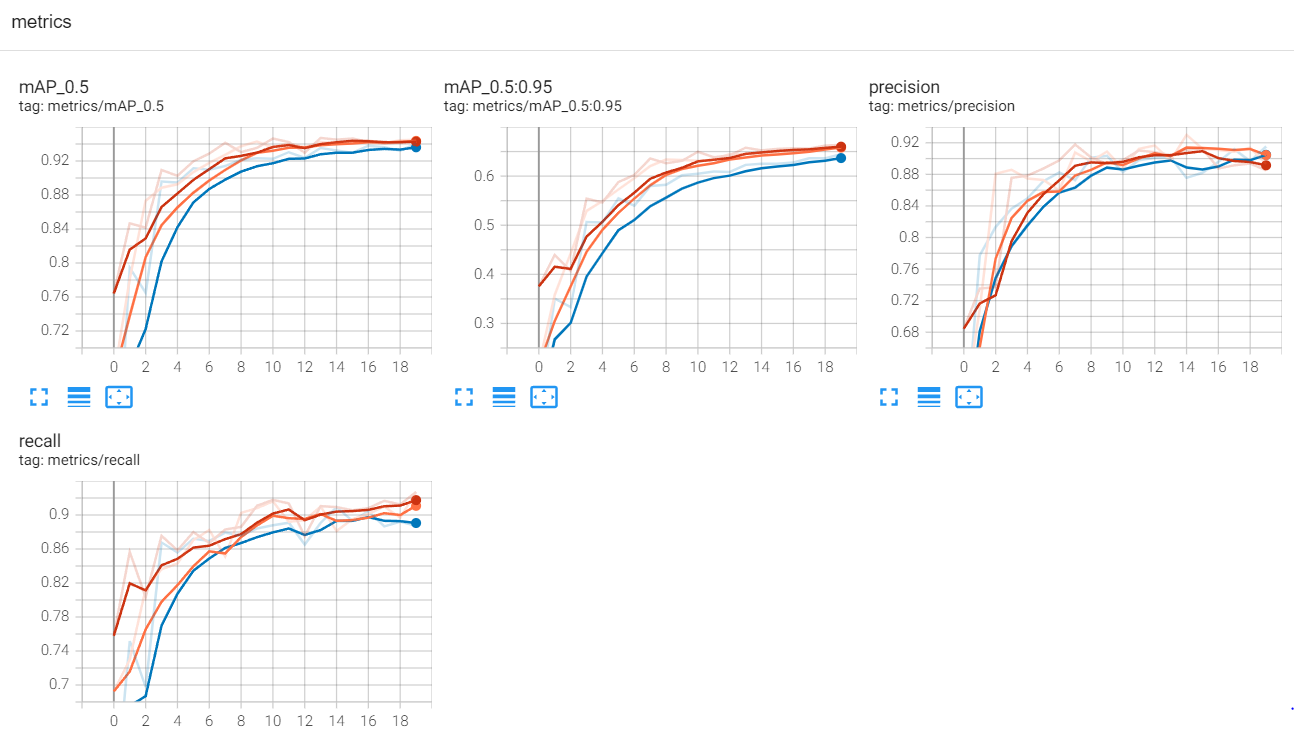 metrics
mAP_0.5
tag: metrics/mAP_0.5
0.92
0.88
0.84
0.8
0.76
0.72
0 2 4 6 8 10 12 14 16 18
mAP_0.5:0.95
tag: metrics/mAP_0.5:0.95
0.6
0.5
0.4
0.3
0 2 4 6 8 10 12 14 16 18
precision
tag: metrics/precision
0.92
0.88
0.84
0.8
0.76
0.72
0.68
0 2 4 6 8 10 12 14 16 18
recall
tag: metrics/recall
0.9
0.86
0.82
0.78
0.74
0.7
0 2 4 6 8 10 12 14 16 18